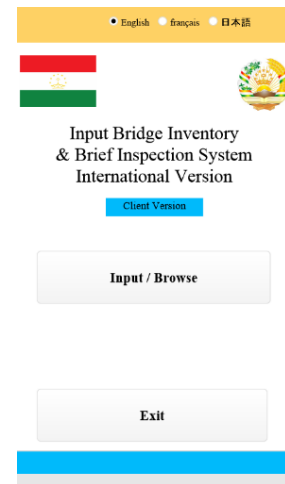 English français 日本語
Input Bridge Inventory
& Brief Inspection System
International Version
Client Version
Input / Browse
Exit